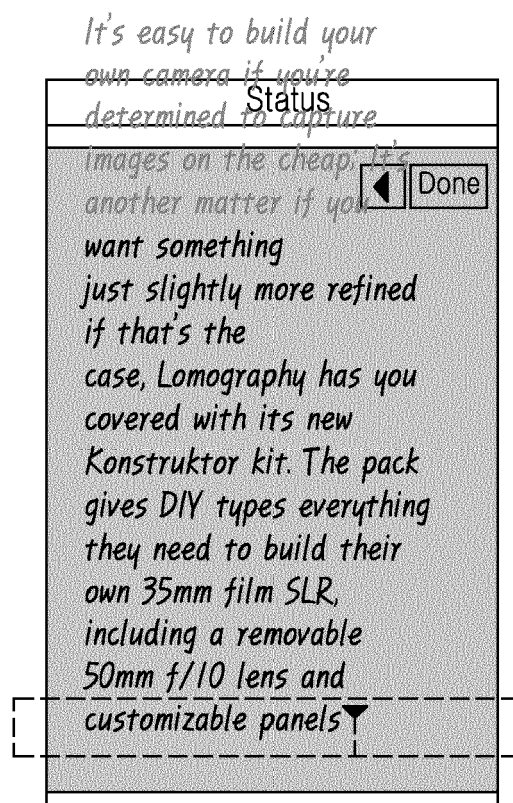 It's easy to build your
own camera if you're
Status
determined to capture
images on the cheap; It's
Done
another matter if you
want something
just slightly more refined
if that's the
case, Lomography has you
covered with its new
Konstruktor kit. The pack
gives DIY types everything
they need to build their
own 35mm film SLR,
including a removable
50mm f/10 lens and
customizable panels